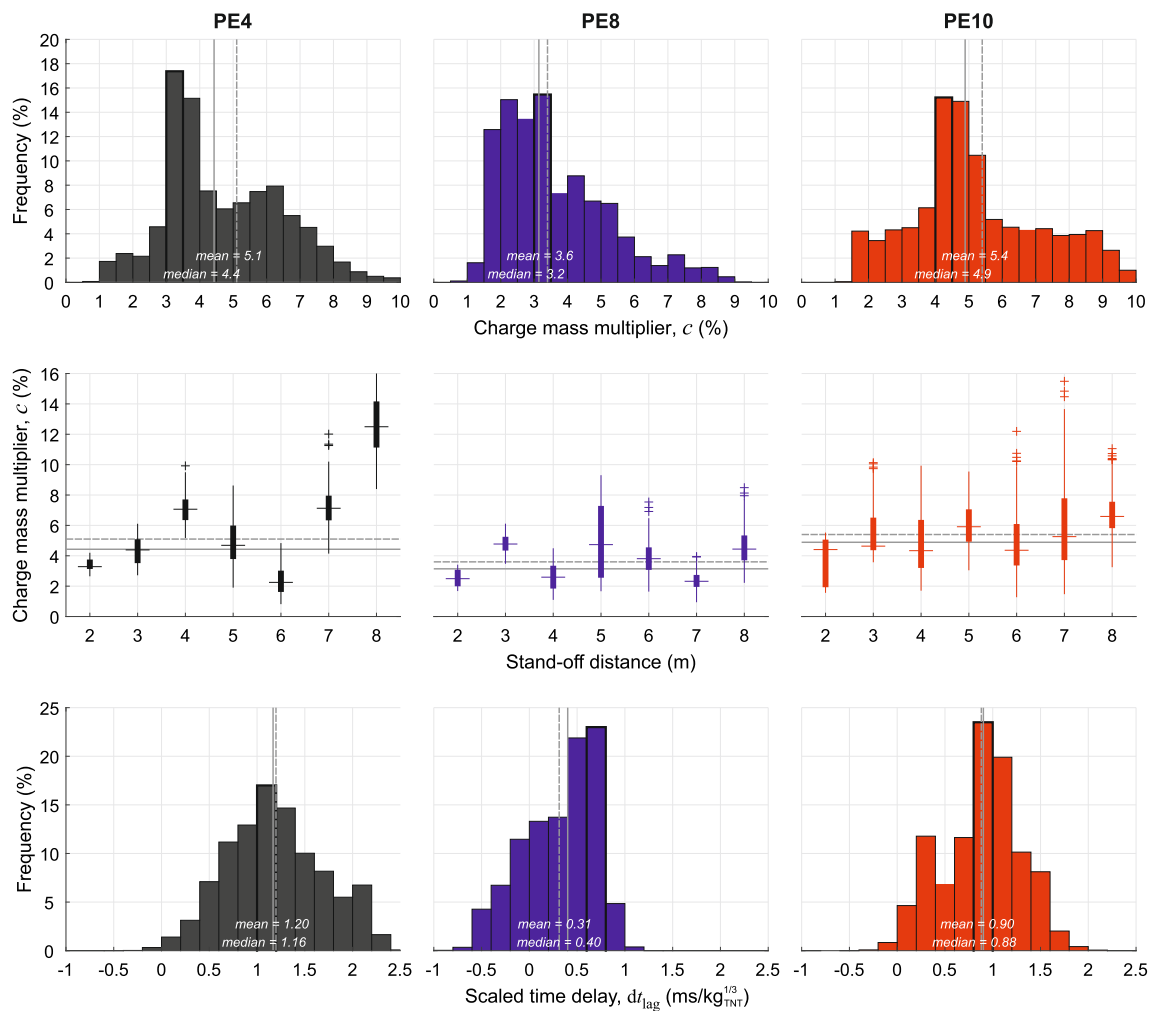 PE4 PE8 PE10
20
18
16
14
12
10
8
6
4
2
0
Frequency (%)
mean = 5.1
median = 4.4
mean = 3.6
median = 3.2
mean = 5.4
median = 4.9
0 1 2 3 4 5 6 7 8 9 10
0 1 2 3 4 5 6 7 8 9 10
0 1 2 3 4 5 6 7 8 9 10
Charge mass multiplier, c (%)
16
14
12
10
8
6
4
2
0
Charge mass multiplier, c (%)
2 3 4 5 6 7 8
2 3 4 5 6 7 8
2 3 4 5 6 7 8
Stand-off distance (m)
25
20
15
10
5
0
Frequency (%)
mean = 1.20
median = 1.16
mean = 0.31
median = 0.40
mean = 0.90
median = 0.88
-1 -0.5 0 0.5 1 1.5 2 2.5
-1 -0.5 0 0.5 1 1.5 2 2.5
-1 -0.5 0 0.5 1 1.5 2 2.5
Scaled time delay, dt_lag (ms/kg_TNT^1/3)